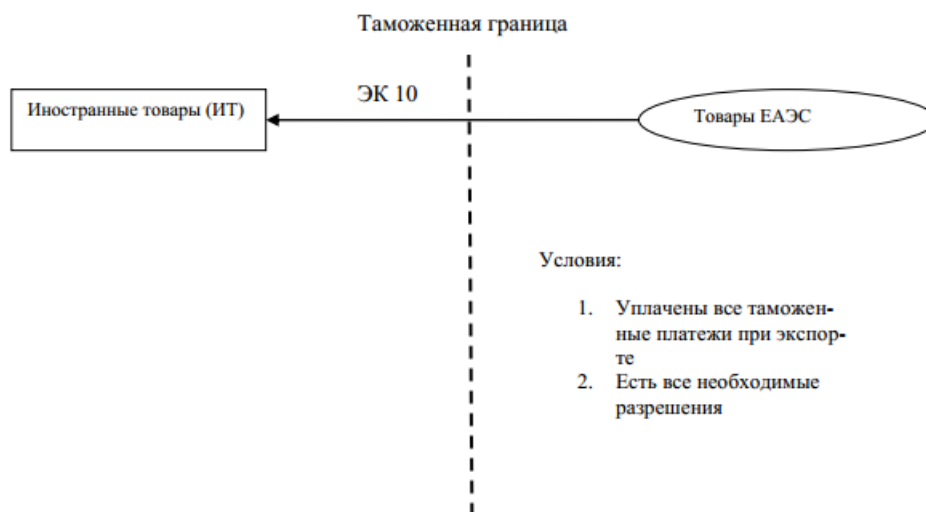 Таможенная граница
ЭК 10
Иностранные товары (ИТ)
Товары ЕАЭС
Условия:
1. Уплачены все таможен-
ные платежи при экспор-
те
2. Есть все необходимые
разрешения